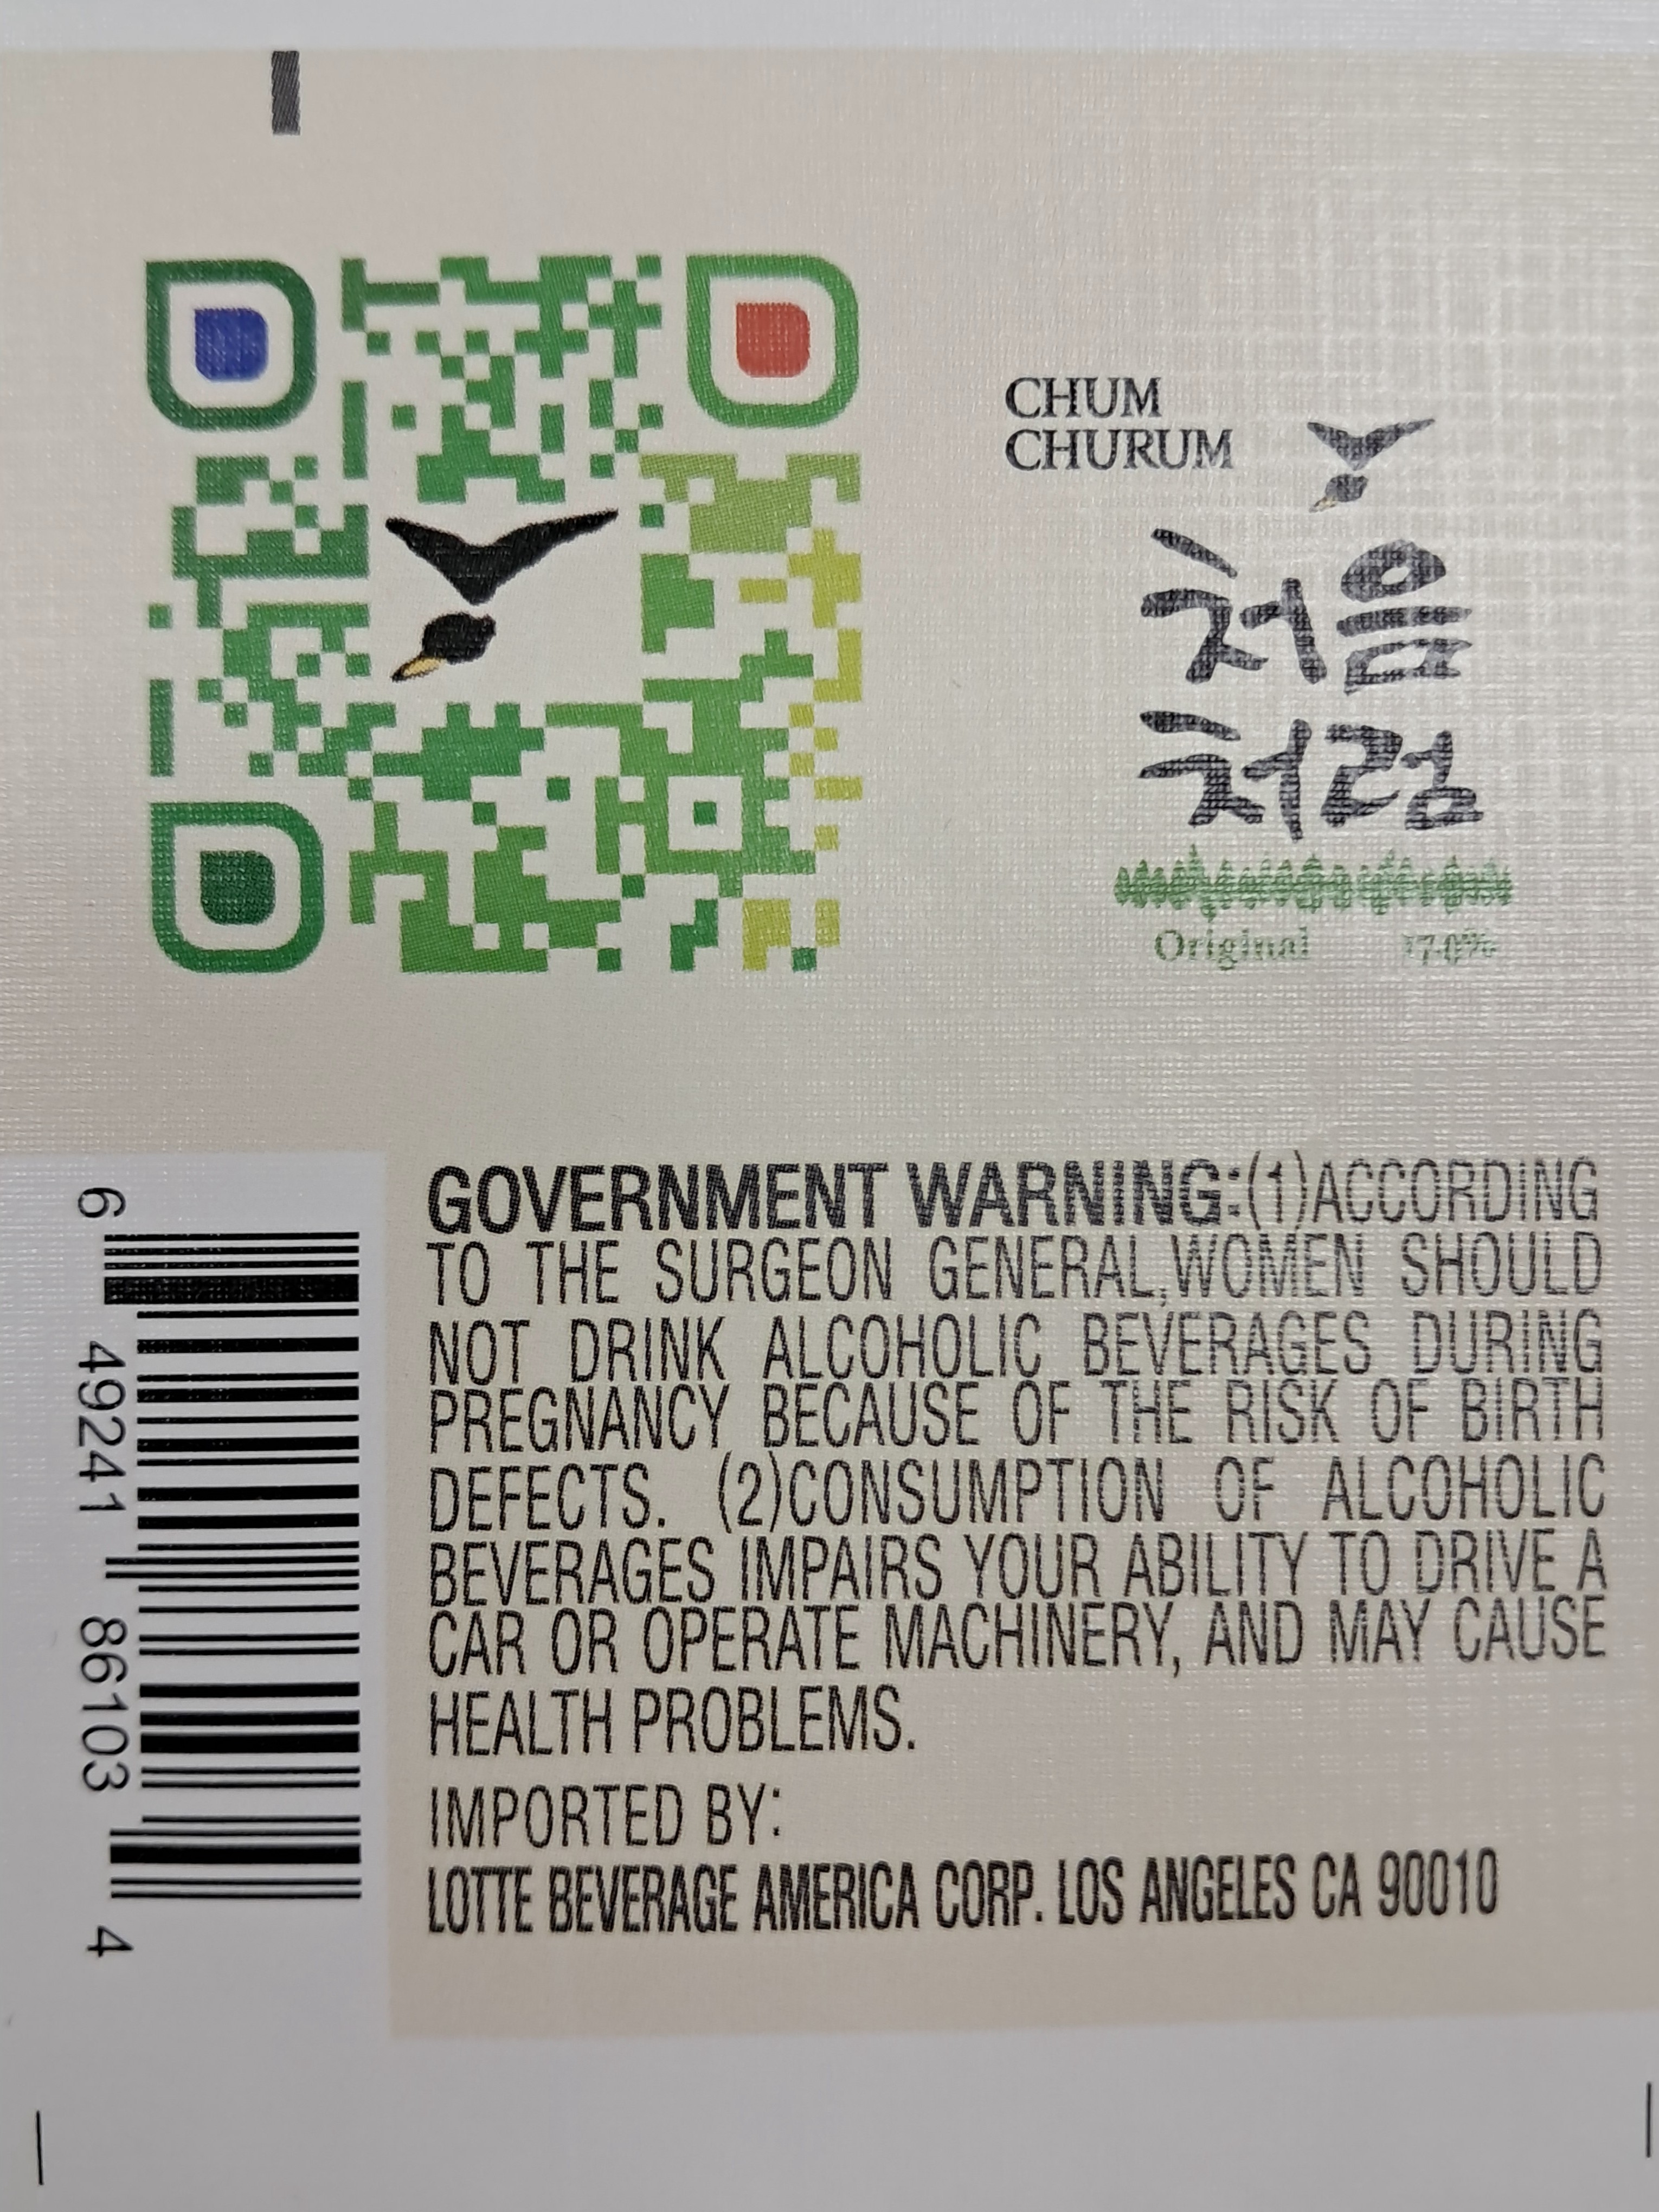 CHUM
CHURUM
처음
처럼
Original 17.0%
GOVERNMENT WARNING:(1)ACCORDING
TO THE SURGEON GENERAL,WOMEN SHOULD
NOT DRINK ALCOHOLIC BEVERAGES DURING
PREGNANCY BECAUSE OF THE RISK OF BIRTH
DEFECTS. (2)CONSUMPTION OF ALCOHOLIC
BEVERAGES IMPAIRS YOUR ABILITY TO DRIVE A
CAR OR OPERATE MACHINERY, AND MAY CAUSE
HEALTH PROBLEMS.
IMPORTED BY:
LOTTE BEVERAGE AMERICA CORP. LOS ANGELES CA 90010
6 49241 86103 4